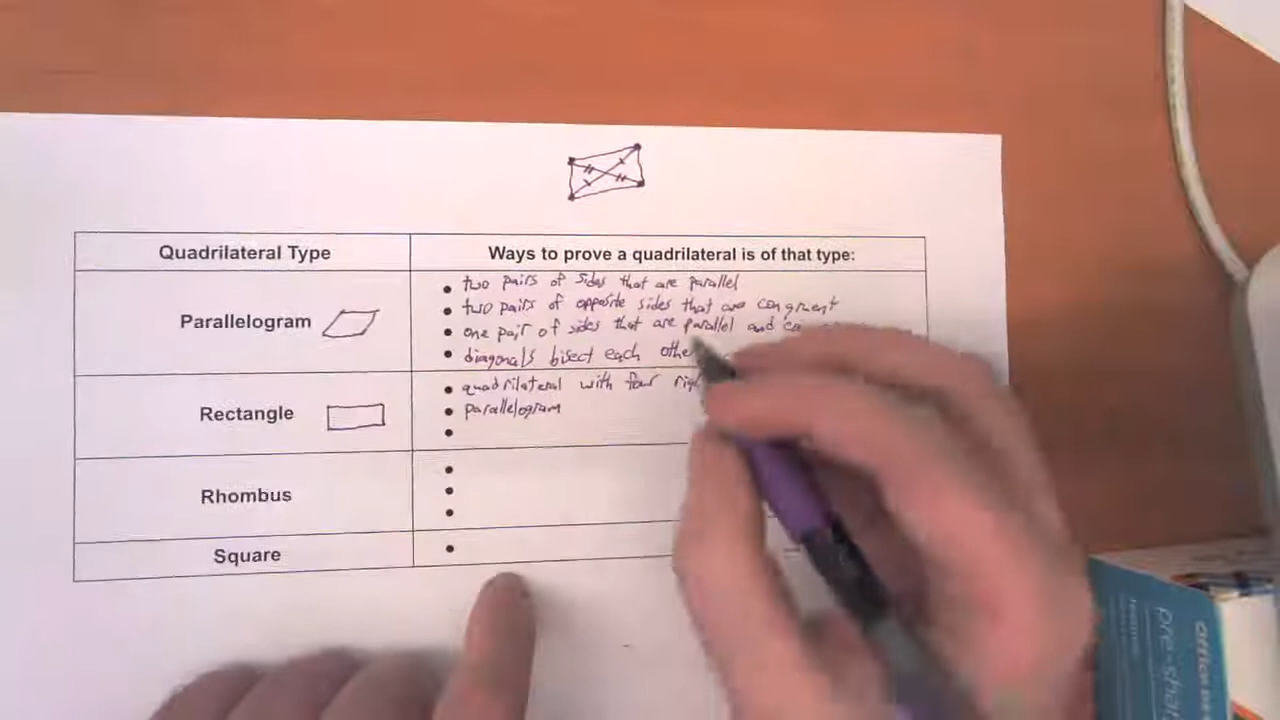 Quadrilateral Type
Ways to prove a quadrilateral is of that type:
Parallelogram
two pairs of sides that are parallel
two pairs of opposite sides that are congruent
one pair of sides that are parallel and
diagonals bisect each other
Rectangle
quadrilateral with four
parallelogram
Rhombus
Square